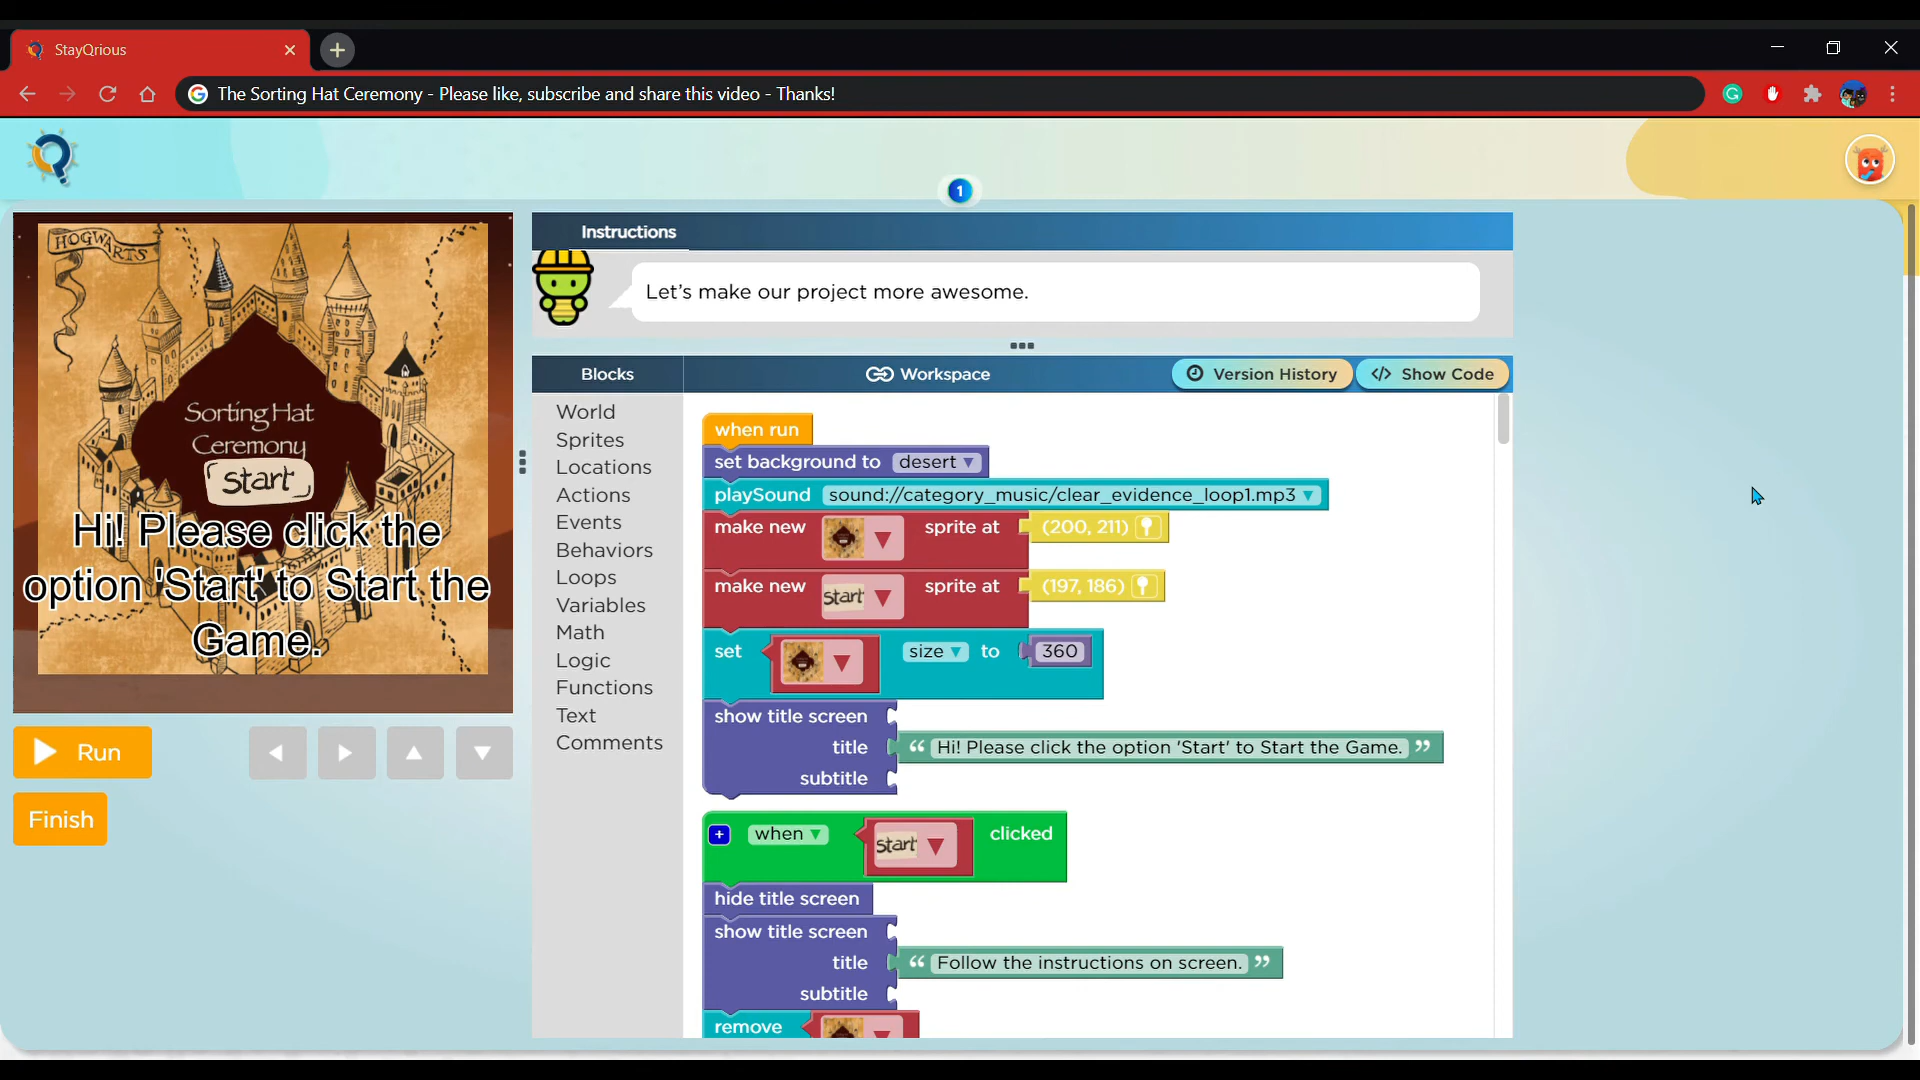 StayQrious
The Sorting Hat Ceremony - Please like, subscribe and share this video - Thanks!
1
HOGWARTS
Sorting Hat
Ceremony
start
Hi! Please click the
option 'Start' to Start the
Game.
Run
Finish
Instructions
Let's make our project more awesome.
Blocks
Workspace
Version History
</> Show Code
World
Sprites
Locations
Actions
Events
Behaviors
Loops
Variables
Math
Logic
Functions
Text
Comments
when run
set background to desert
playSound sound://category_music/clear_evidence_loop1.mp3
make new sprite at (200, 211)
make new start sprite at (197, 186)
set size to 360
show title screen
title “ Hi! Please click the option 'Start' to Start the Game. ”
subtitle
+ when start clicked
hide title screen
show title screen
title “ Follow the instructions on screen. ”
subtitle
remove